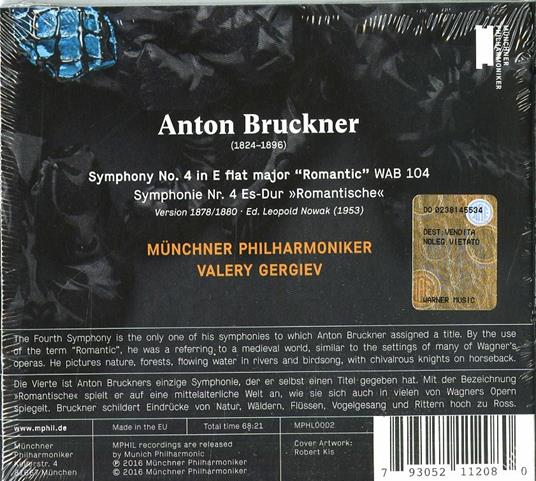 MÜNCHNER
PHILHARMONIKER
Anton Bruckner
(1824–1896)
Symphony No. 4 in E flat major “Romantic” WAB 104
Symphonie Nr. 4 Es-Dur »Romantische«
Version 1878/1880 · Ed. Leopold Nowak (1953)
MÜNCHNER PHILHARMONIKER
VALERY GERGIEV
DO 0238145534
DEST:VENDITA
NOLEG VIETATO
WARNER MUSIC
The Fourth Symphony is the only one of his symphonies to which Anton Bruckner assigned a title. By the use
of the term “Romantic”, he was a referring to a medieval world, similar to the settings of many of Wagner's
operas. He pictures nature, forests, flowing water in rivers and birdsong, with chivalrous knights on horseback.
Die Vierte ist Anton Bruckners einzige Symphonie, der er selbst einen Titel gegeben hat. Mit der Bezeichnung
»Romantische« spielt er auf eine mittelalterliche Welt an, wie sie sich auch in vielen von Wagners Opern
spiegelt. Bruckner schildert Eindrücke von Natur, Wäldern, Flüssen, Vogelgesang und Rittern hoch zu Ross.
www.mphil.de
Made in the EU
Total time 68:21
MPHL0002
Münchner
Philharmoniker
Kellerstr. 4
81667 München
MPHIL recordings are released
by Munich Philharmonic
℗ 2016 Münchner Philharmoniker
© 2016 Münchner Philharmoniker
Cover Artwork:
Robert Kis
7 93052 11208 0